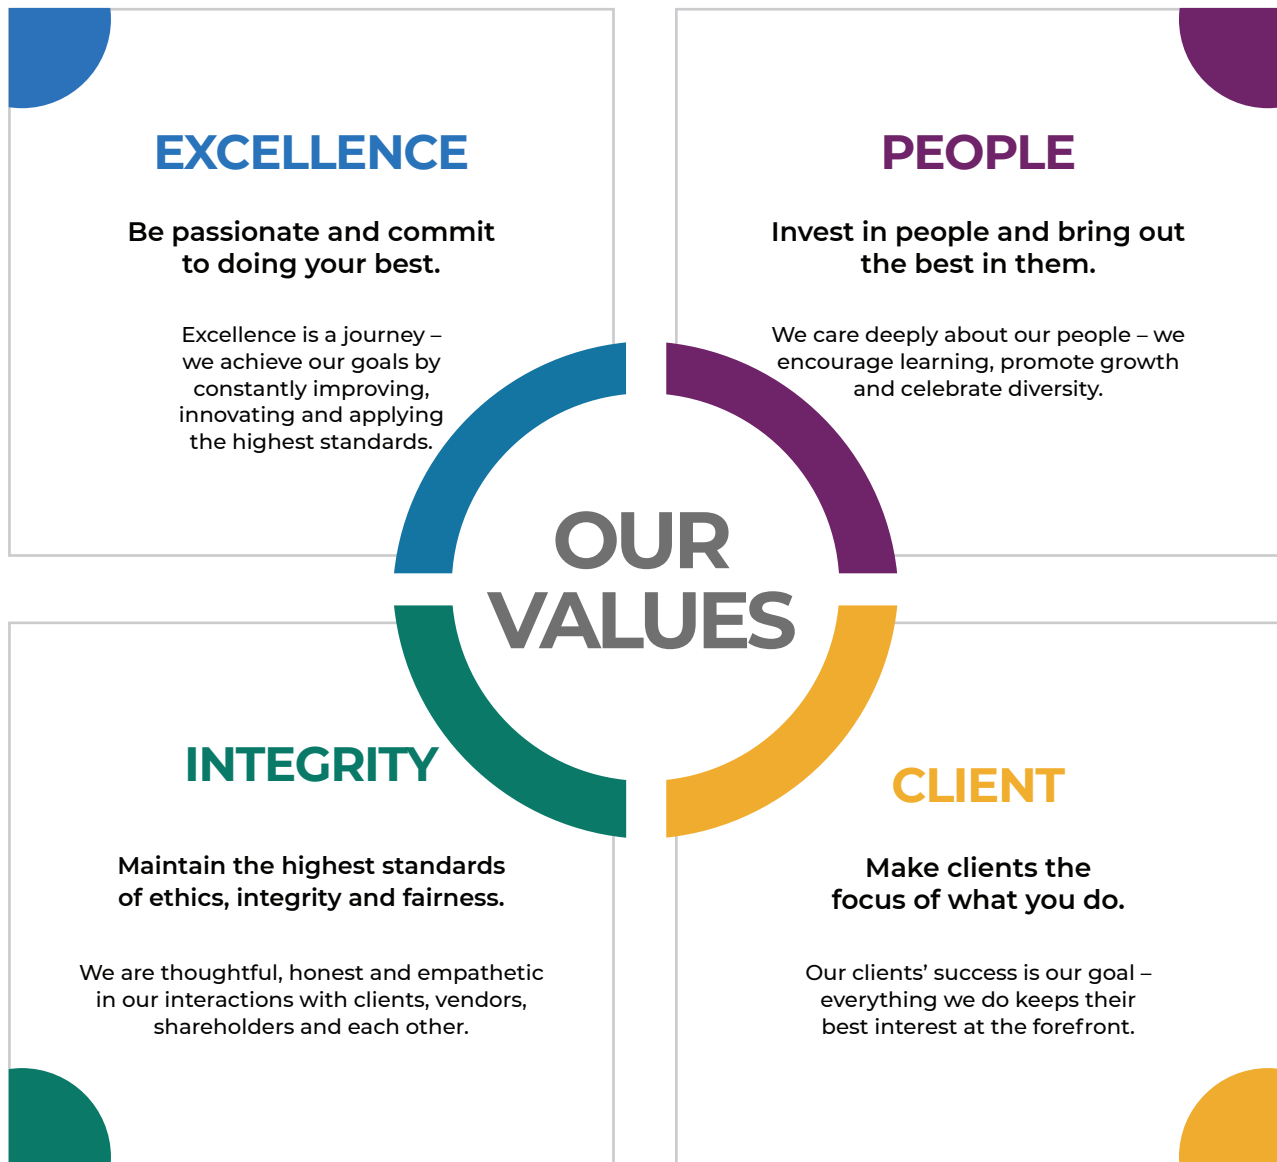 EXCELLENCE
Be passionate and commit
to doing your best.
Excellence is a journey –
we achieve our goals by
constantly improving,
innovating and applying
the highest standards.
PEOPLE
Invest in people and bring out
the best in them.
We care deeply about our people – we
encourage learning, promote growth
and celebrate diversity.
OUR
VALUES
INTEGRITY
Maintain the highest standards
of ethics, integrity and fairness.
We are thoughtful, honest and empathetic
in our interactions with clients, vendors,
shareholders and each other.
CLIENT
Make clients the
focus of what you do.
Our clients’ success is our goal –
everything we do keeps their
best interest at the forefront.